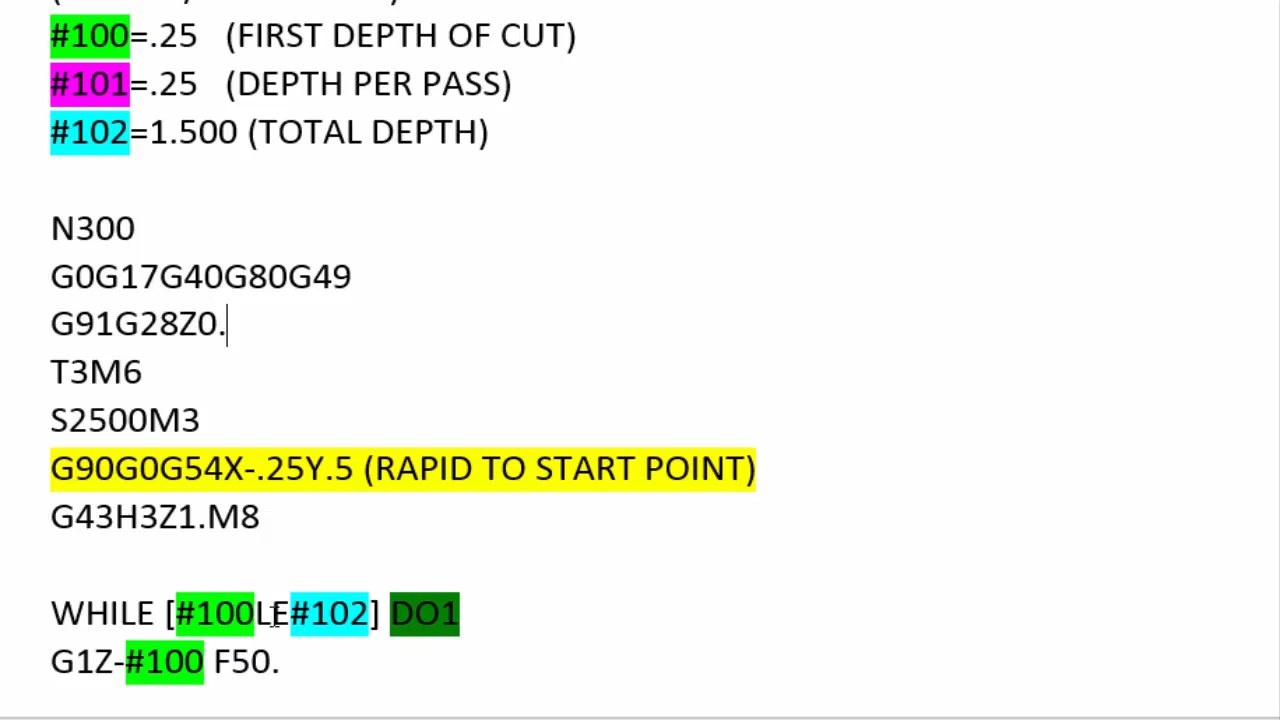 #100=.25 (FIRST DEPTH OF CUT)
#101=.25 (DEPTH PER PASS)
#102=1.500 (TOTAL DEPTH)
N300
G0G17G40G80G49
G91G28Z0.
T3M6
S2500M3
G90G0G54X-.25Y.5 (RAPID TO START POINT)
G43H3Z1.M8
WHILE [#100LE#102] DO1
G1Z-#100 F50.